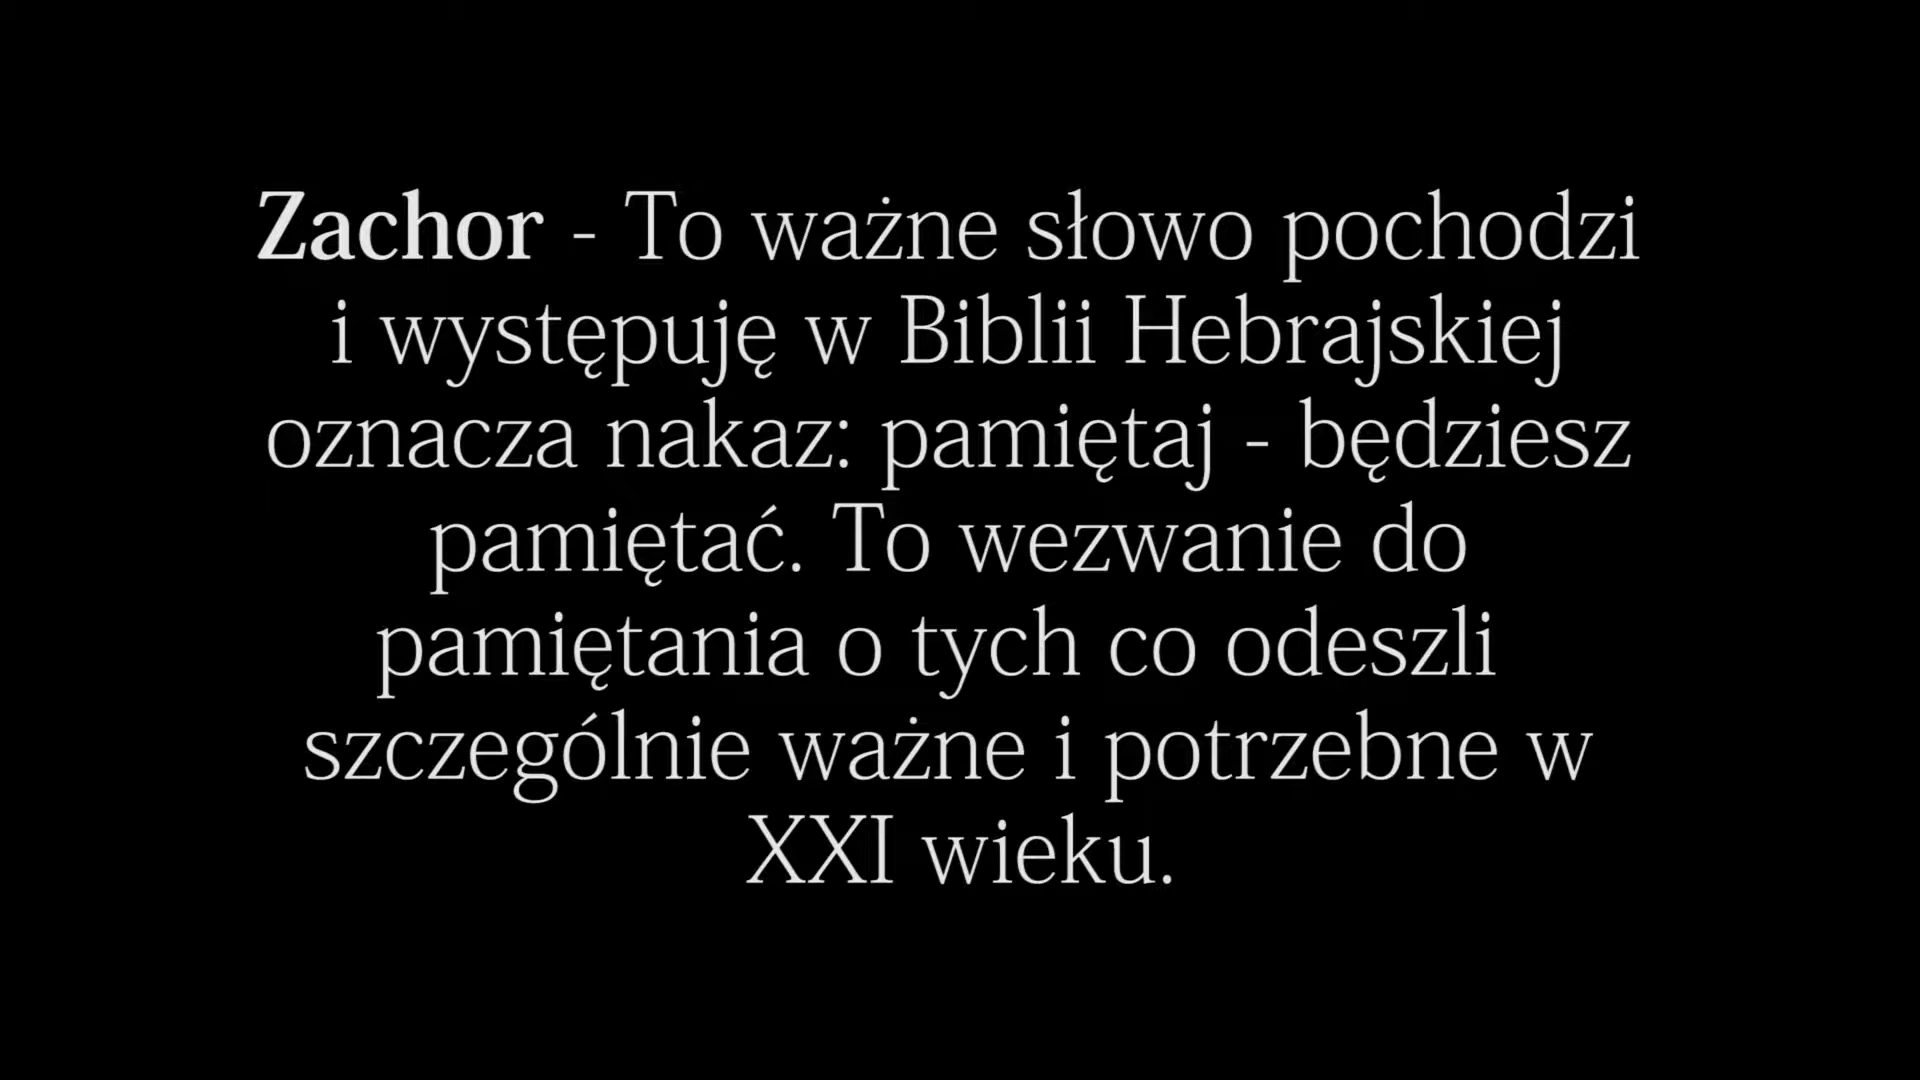 Zachor - To ważne słowo pochodzi
i występuję w Biblii Hebrajskiej
oznacza nakaz: pamiętaj - będziesz
pamiętać. To wezwanie do
pamiętania o tych co odeszli
szczególnie ważne i potrzebne w
XXI wieku.